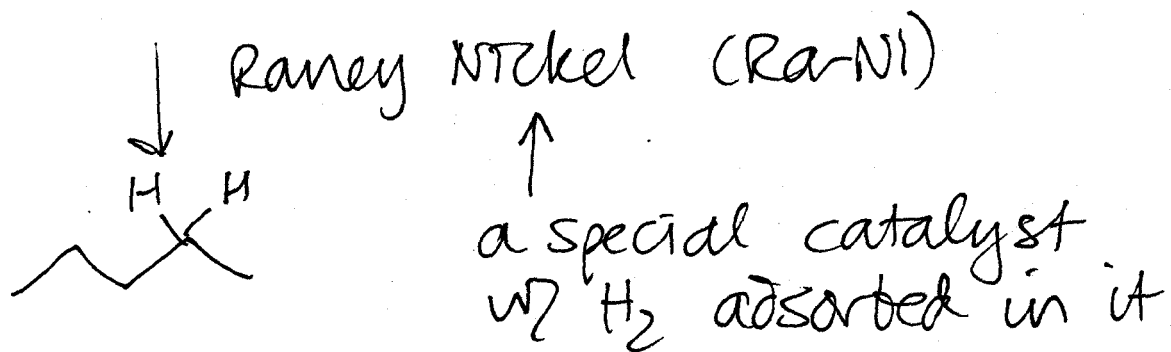 Raney Nickel (Ra-Ni)
H H
a special catalyst
w/ H2 adsorbed in it